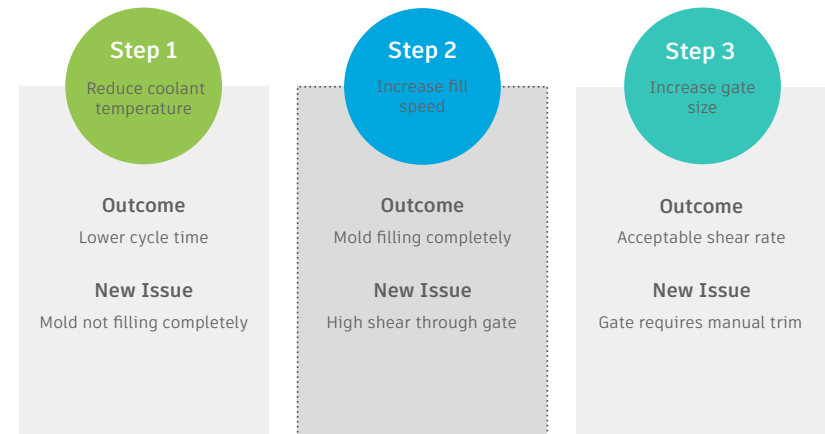 Step 1
Reduce coolant
temperature
Outcome
Lower cycle time
New Issue
Mold not filling completely
Step 2
Increase fill
speed
Outcome
Mold filling completely
New Issue
High shear through gate
Step 3
Increase gate
size
Outcome
Acceptable shear rate
New Issue
Gate requires manual trim